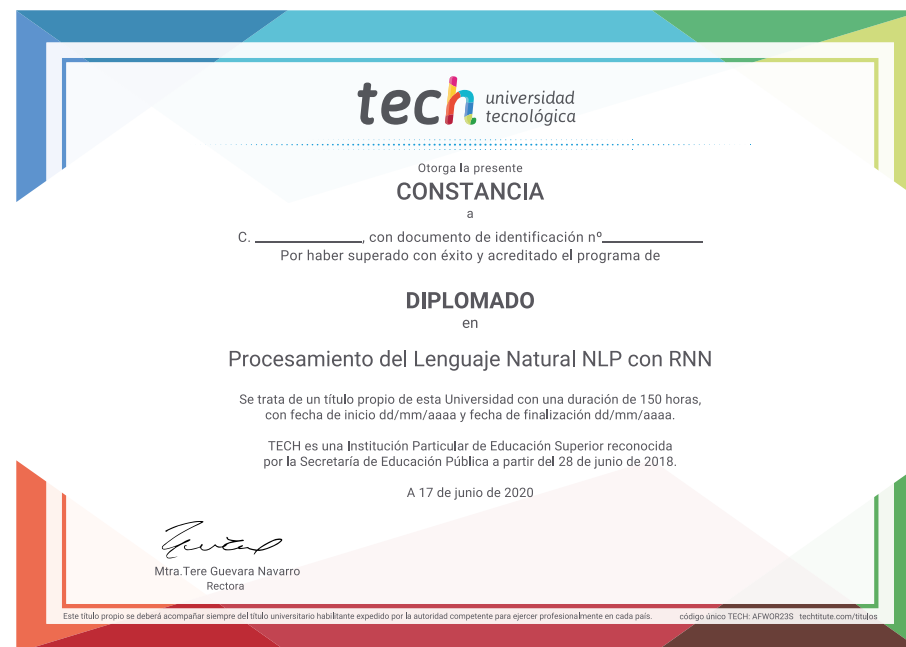 tech universidad
tecnológica
Otorga la presente
CONSTANCIA
a
C. ____________, con documento de identificación nº____________
Por haber superado con éxito y acreditado el programa de
DIPLOMADO
en
Procesamiento del Lenguaje Natural NLP con RNN
Se trata de un título propio de esta Universidad con una duración de 150 horas,
con fecha de inicio dd/mm/aaaa y fecha de finalización dd/mm/aaaa.
TECH es una Institución Particular de Educación Superior reconocida
por la Secretaría de Educación Pública a partir del 28 de junio de 2018.
A 17 de junio de 2020
Mtra.Tere Guevara Navarro
Rectora
Este título propio se deberá acompañar siempre del título universitario habilitante expedido por la autoridad competente para ejercer profesionalmente en cada país. código único TECH: AFWOR23S techtitute.com/titulos